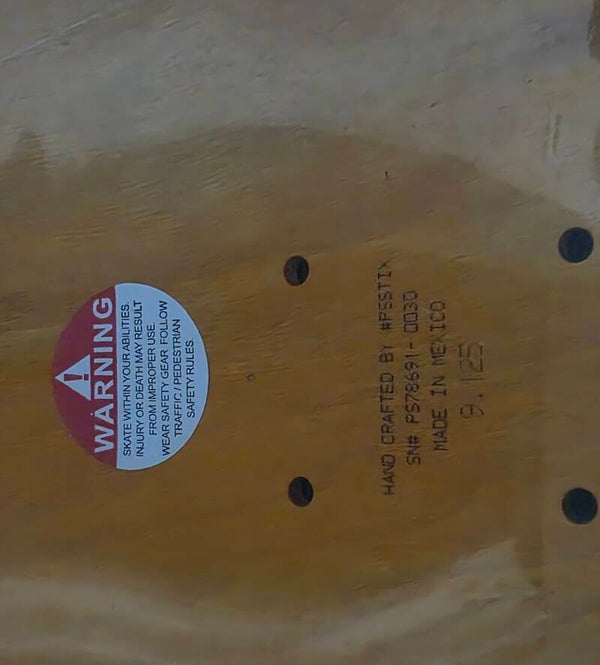 WARNING
SKATE WITHIN YOUR ABILITIES.
INJURY OR DEATH MAY RESULT
FROM IMPROPER USE.
WEAR SAFETY GEAR FOLLOW
TRAFFIC / PEDESTRIAN
SAFETY RULES.
HAND CRAFTED BY #PSSTIX
SN# PS78691- 0030
MADE IN MEXICO
9.125